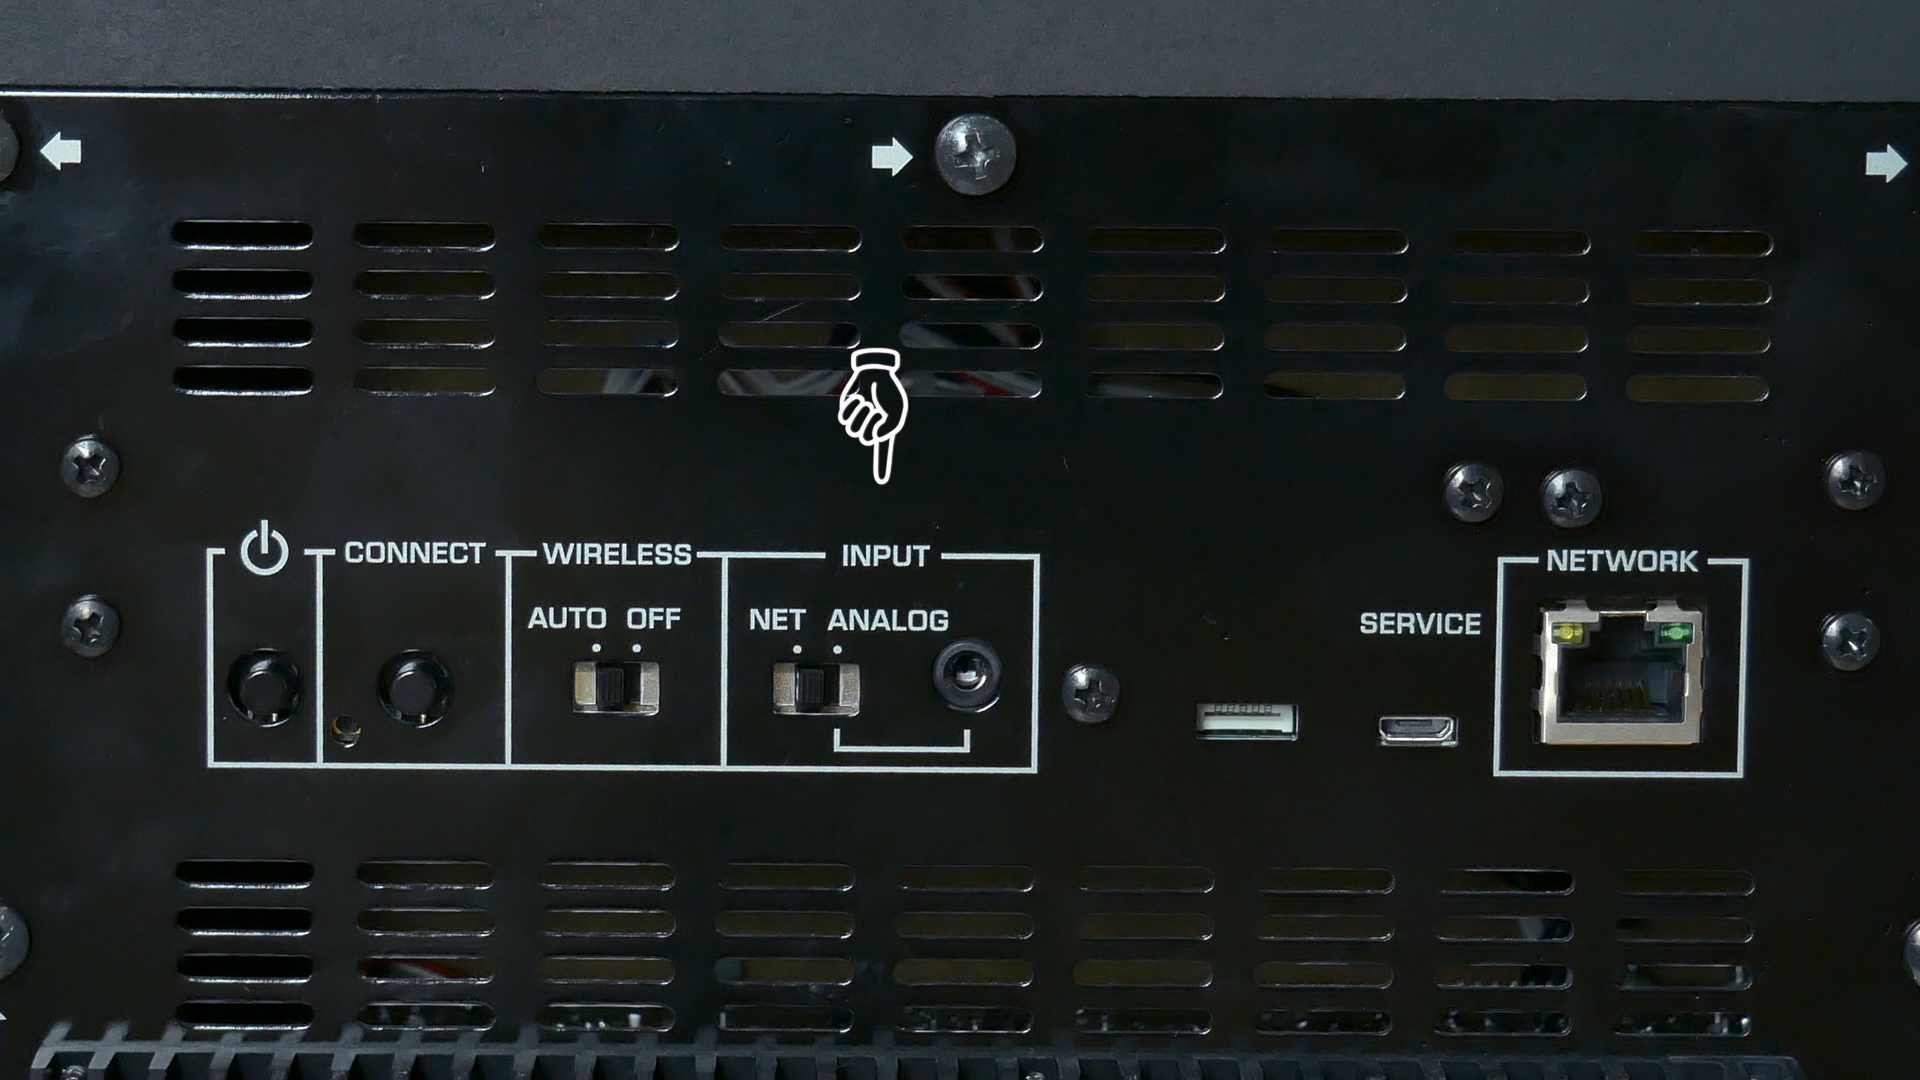 CONNECT
WIRELESS
INPUT
NETWORK
AUTO OFF
NET ANALOG
SERVICE